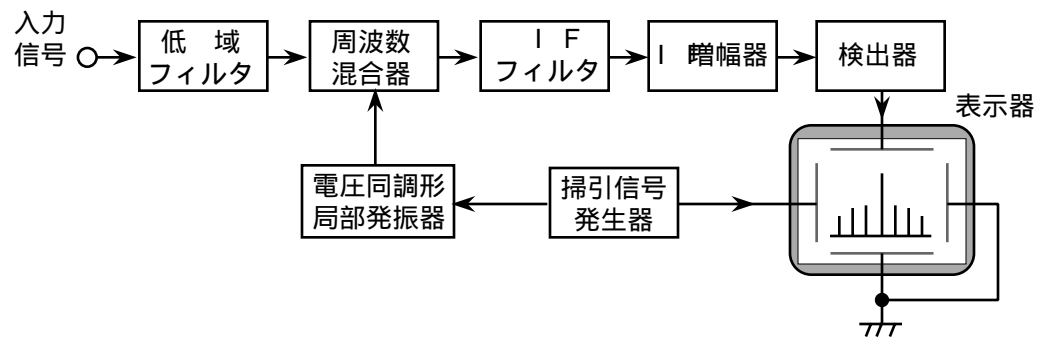 入力
信号
低 域
フィルタ
周波数
混合器
I F
フィルタ
I F増幅器
検出器
表示器
電圧同調形
局部発振器
掃引信号
発生器